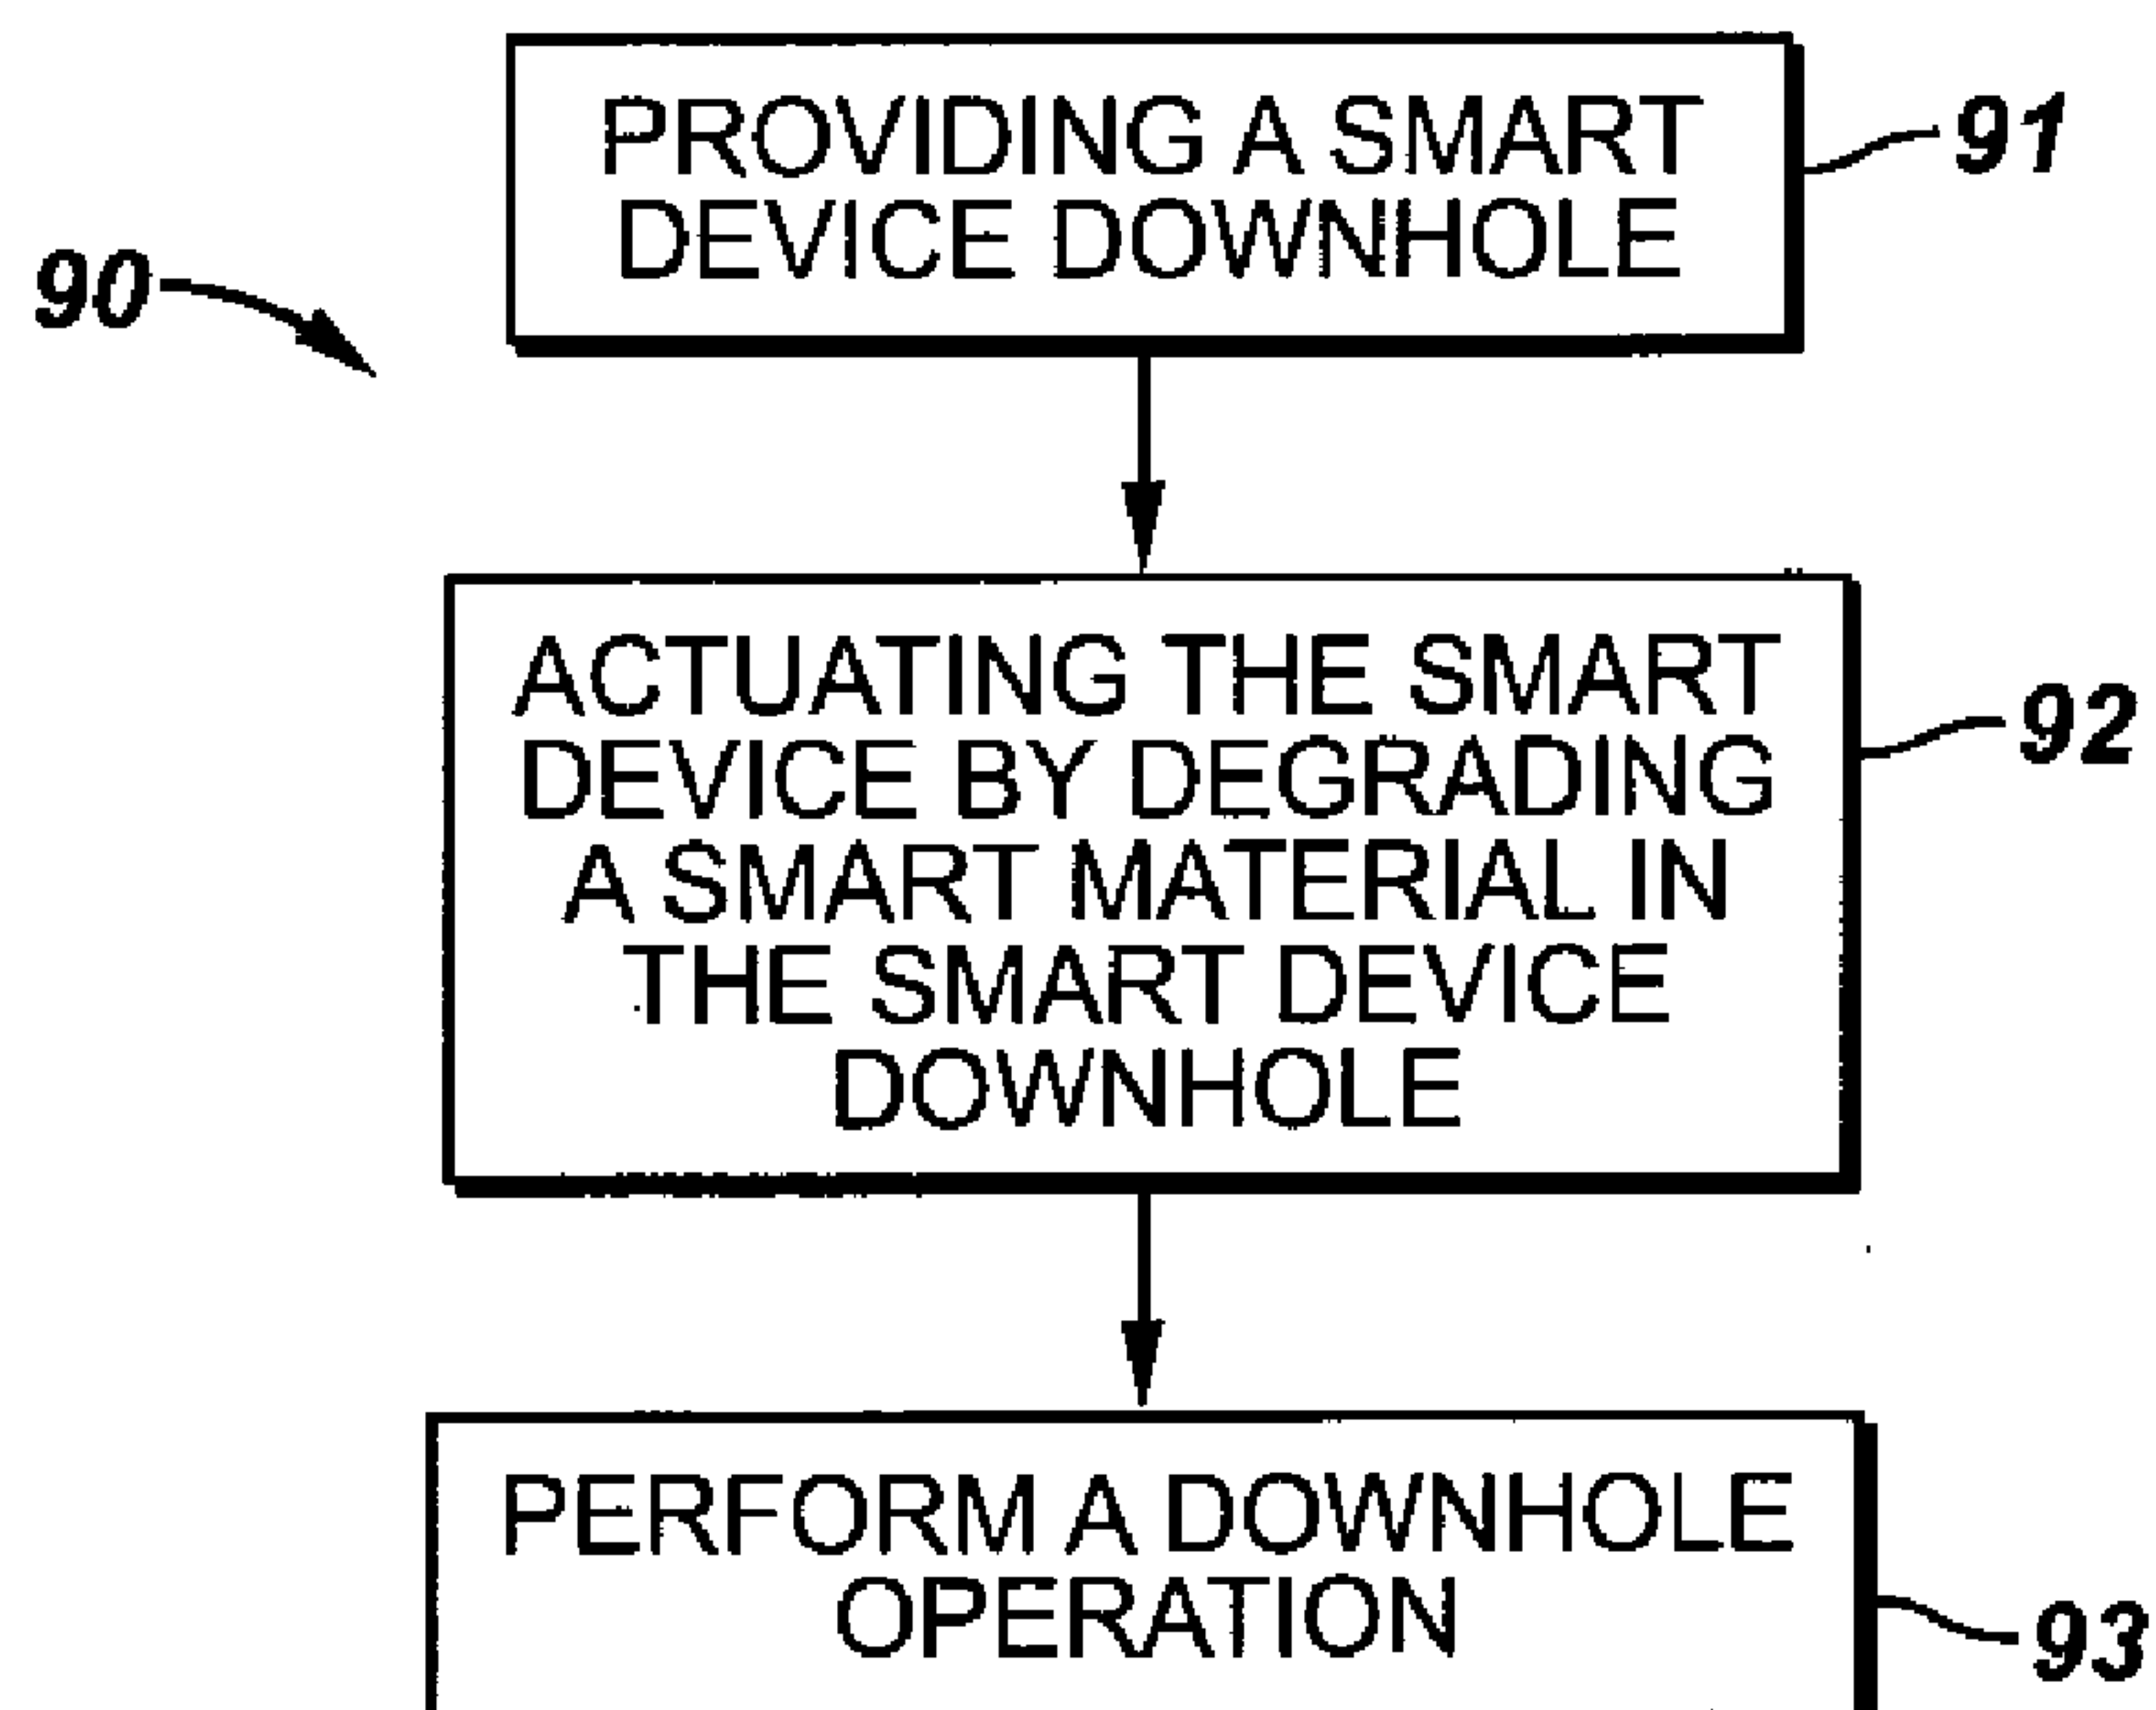 PROVIDING A SMART
DEVICE DOWNHOLE
91
90
ACTUATING THE SMART
DEVICE BY DEGRADING
A SMART MATERIAL IN
THE SMART DEVICE
DOWNHOLE
92
PERFORM A DOWNHOLE
OPERATION
93